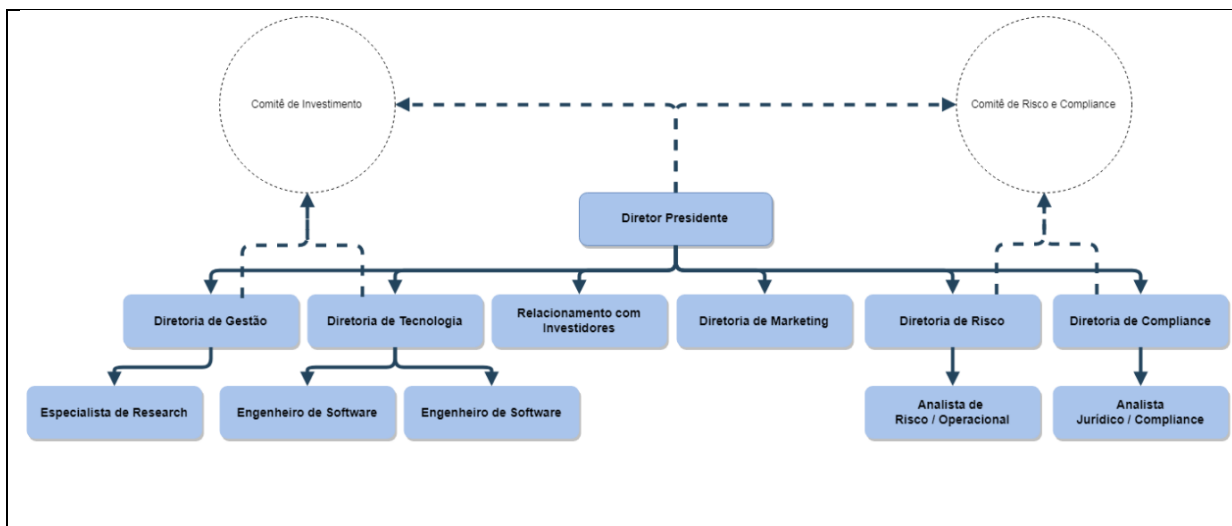 Comitê de Investimento
Comitê de Risco e Compliance
Diretor Presidente
Diretoria de Gestão
Diretoria de Tecnologia
Relacionamento com
Investidores
Diretoria de Marketing
Diretoria de Risco
Diretoria de Compliance
Especialista de Research
Engenheiro de Software
Engenheiro de Software
Analista de
Risco / Operacional
Analista
Jurídico / Compliance